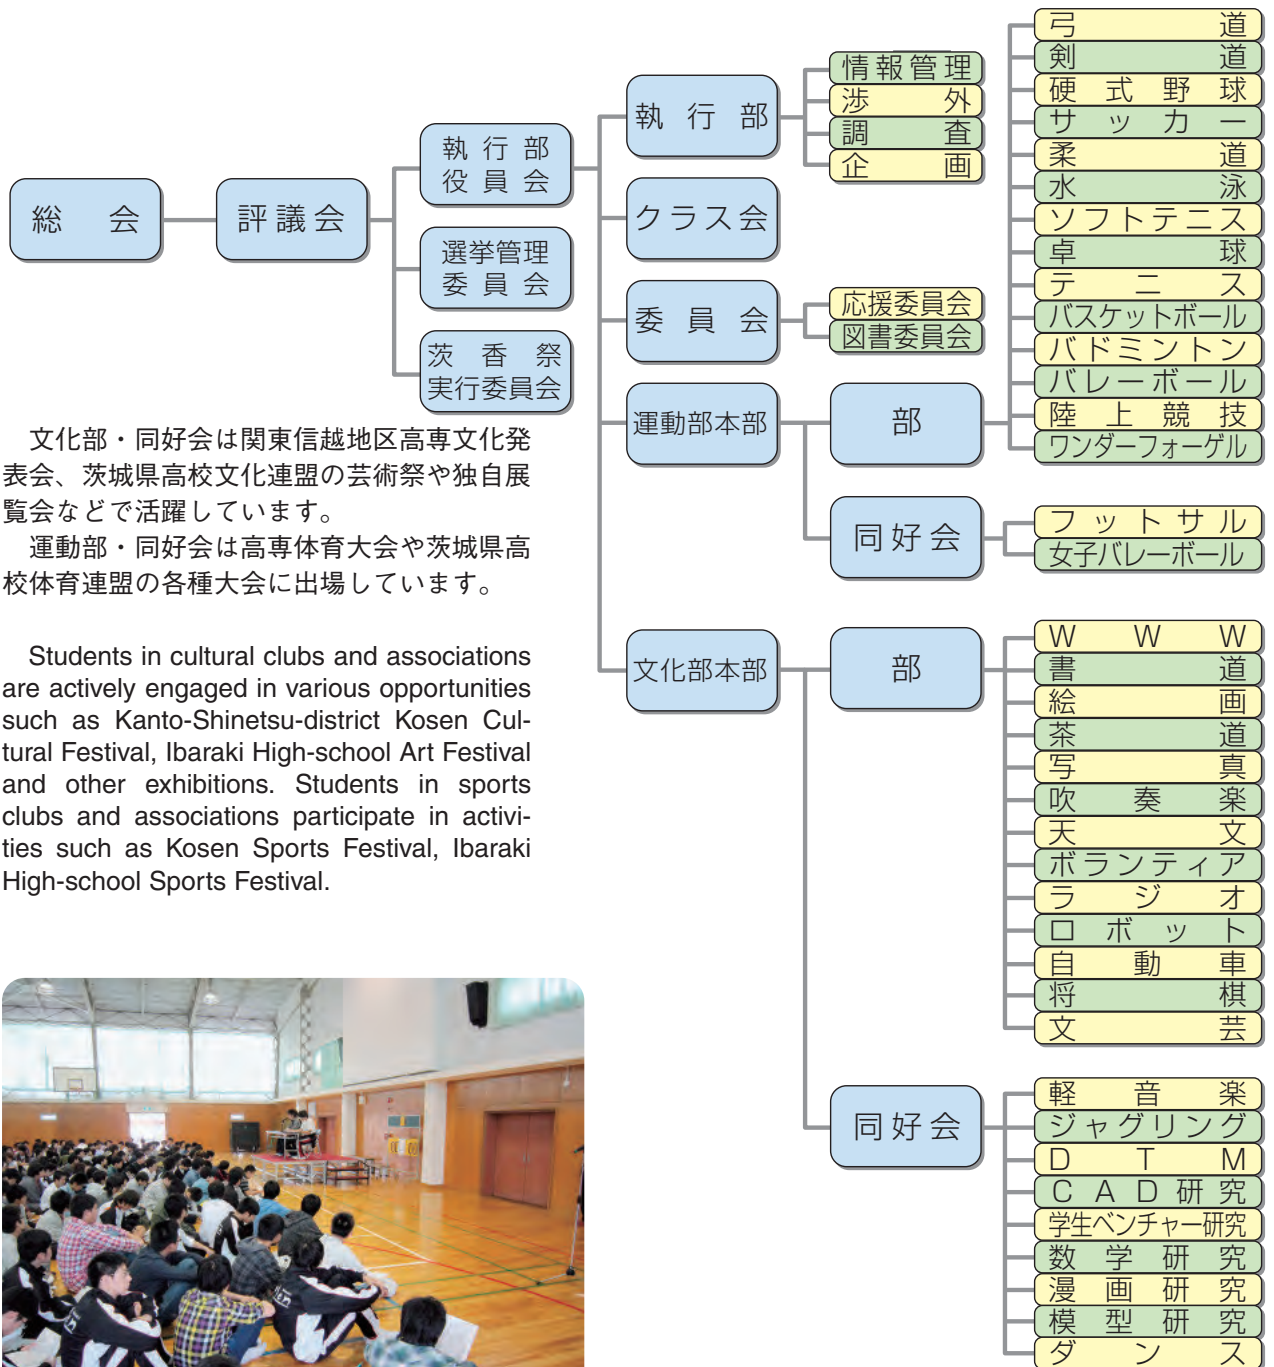 総会
評議会
執行部
役員会
選挙管理
委員会
茨香祭
実行委員会
執行部
情報管理
渉外
調査
企画
クラス会
委員会
応援委員会
図書委員会
運動部本部
部
弓道
剣道
硬式野球
サッカー
柔道
水泳
ソフトテニス
卓球
テニス
バスケットボール
バドミントン
バレーボール
陸上競技
ワンダーフォーゲル
同好会
フットサル
女子バレーボール
文化部本部
部
WWW
書道
絵画
茶道
写真
吹奏楽
天文
ボランティア
ラジオ
ロボット
自動車
将棋
文芸
同好会
軽音楽
ジャグリング
DTM
CAD研究
学生ベンチャー研究
数学研究
漫画研究
模型研究
ダンス
文化部・同好会は関東信越地区高専文化発
表会、茨城県高校文化連盟の芸術祭や独自展
覧会などで活躍しています。
運動部・同好会は高専体育大会や茨城県高
校体育連盟の各種大会に出場しています。
Students in cultural clubs and associations
are actively engaged in various opportunities
such as Kanto-Shinetsu-district Kosen Cul-
tural Festival, Ibaraki High-school Art Festival
and other exhibitions. Students in sports
clubs and associations participate in activi-
ties such as Kosen Sports Festival, Ibaraki
High-school Sports Festival.